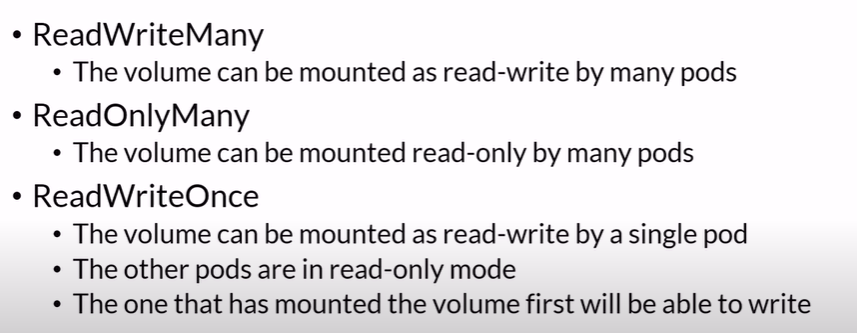 • ReadWriteMany
• The volume can be mounted as read-write by many pods
• ReadOnlyMany
• The volume can be mounted read-only by many pods
• ReadWriteOnce
• The volume can be mounted as read-write by a single pod
• The other pods are in read-only mode
• The one that has mounted the volume first will be able to write